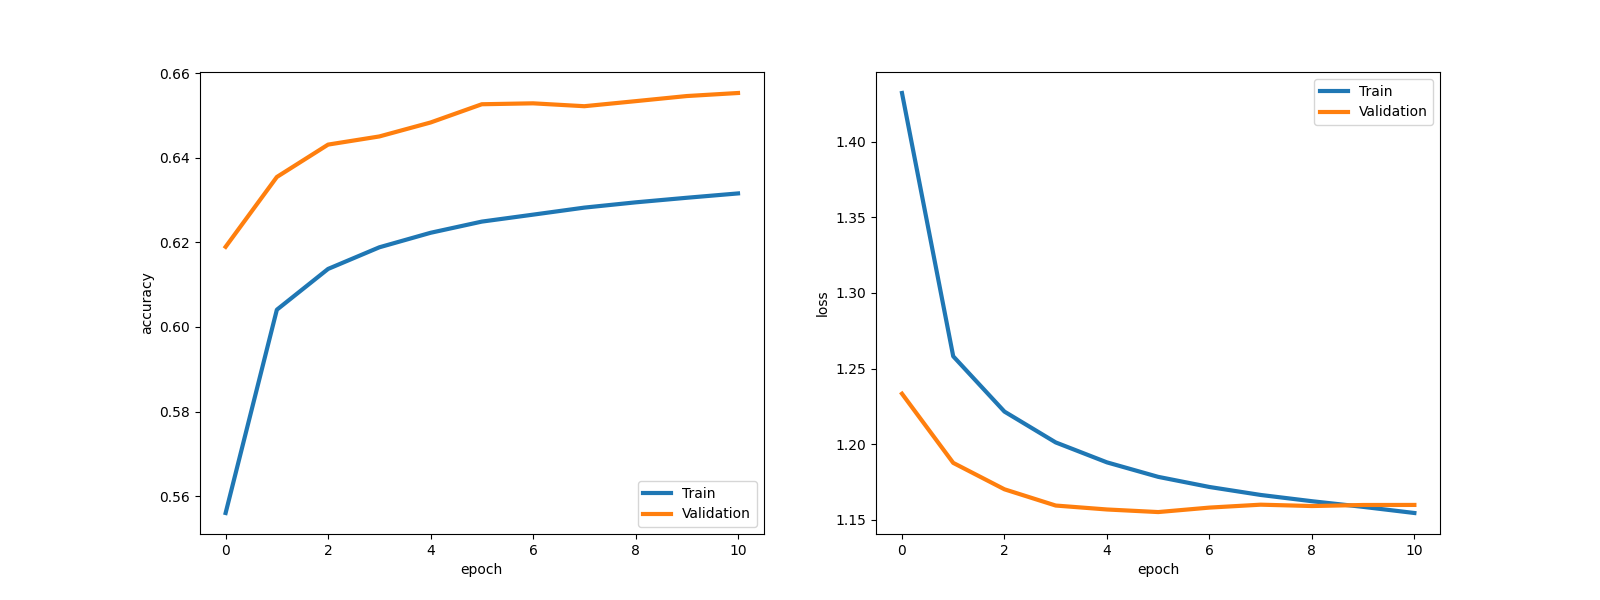 0.66
0.64
0.62
0.60
0.58
0.56
accuracy
0 2 4 6 8 10
epoch
Train
Validation
1.40
1.35
1.30
1.25
1.20
1.15
loss
0 2 4 6 8 10
epoch
Train
Validation